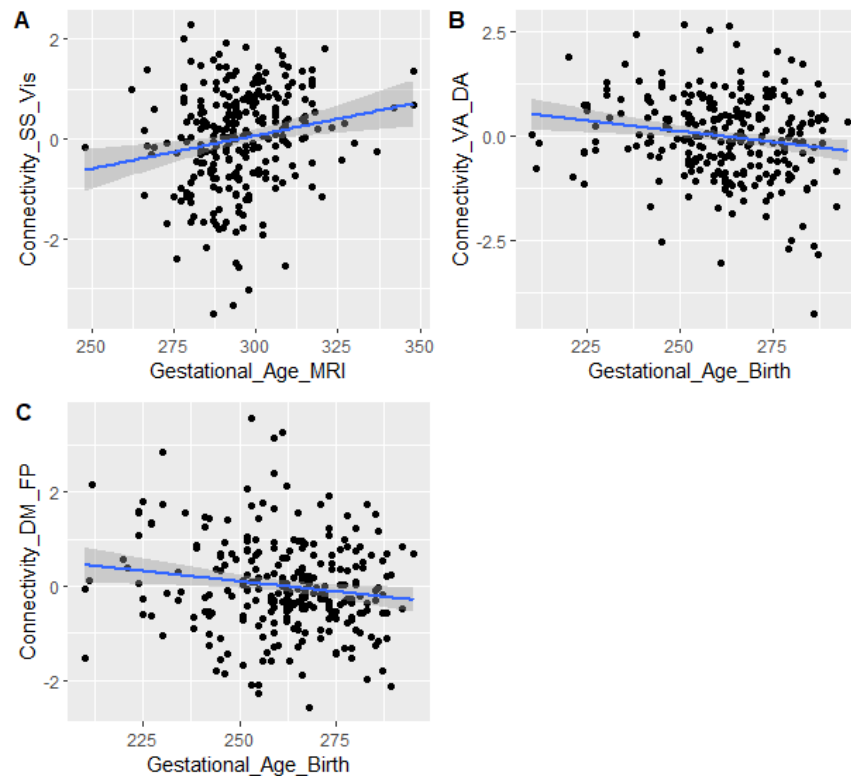 A
Connectivity_SS_Vis
2
0
-2
250
275
300
325
350
Gestational_Age_MRI
B
Connectivity_VA_DA
2.5
0.0
-2.5
225
250
275
Gestational_Age_Birth
C
Connectivity_DM_FP
2
0
-2
225
250
275
Gestational_Age_Birth